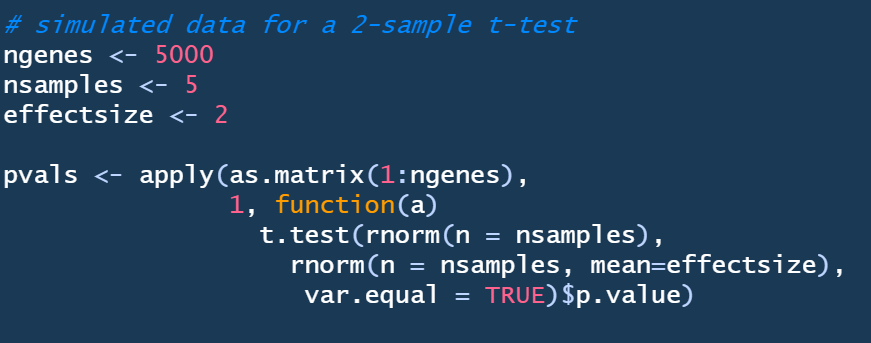 # simulated data for a 2-sample t-test
ngenes <- 5000
nsamples <- 5
effectsize <- 2
pvals <- apply(as.matrix(1:ngenes),
1, function(a)
t.test(rnorm(n = nsamples),
rnorm(n = nsamples, mean=effectsize),
var.equal = TRUE)$p.value)